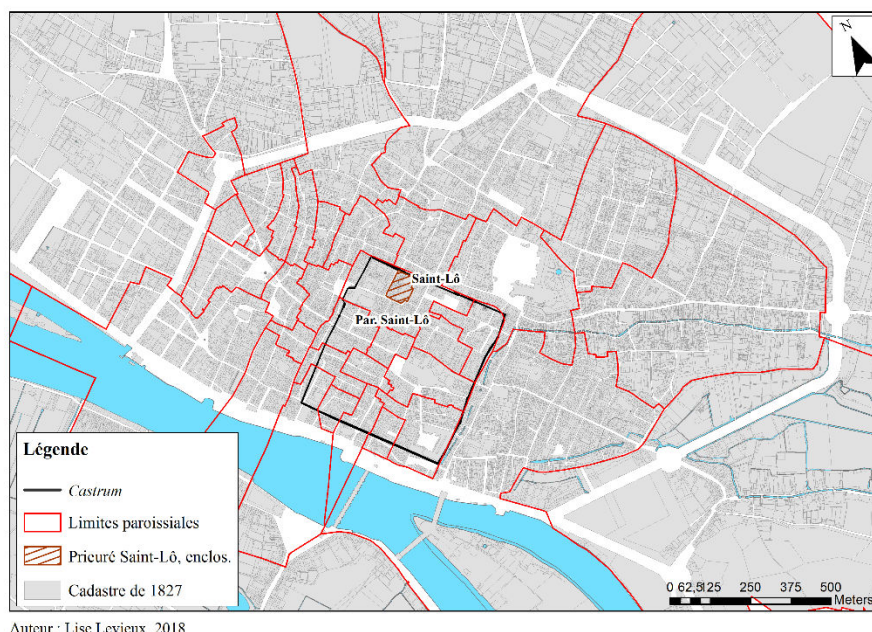 N
Saint-Lô
Par. Saint-Lô
Légende
Castrum
Limites paroissiales
Prieuré Saint-Lô, enclos.
Cadastre de 1827
0 62,5125 250 375 500
Meters
Auteur : Lise Levieux, 2018